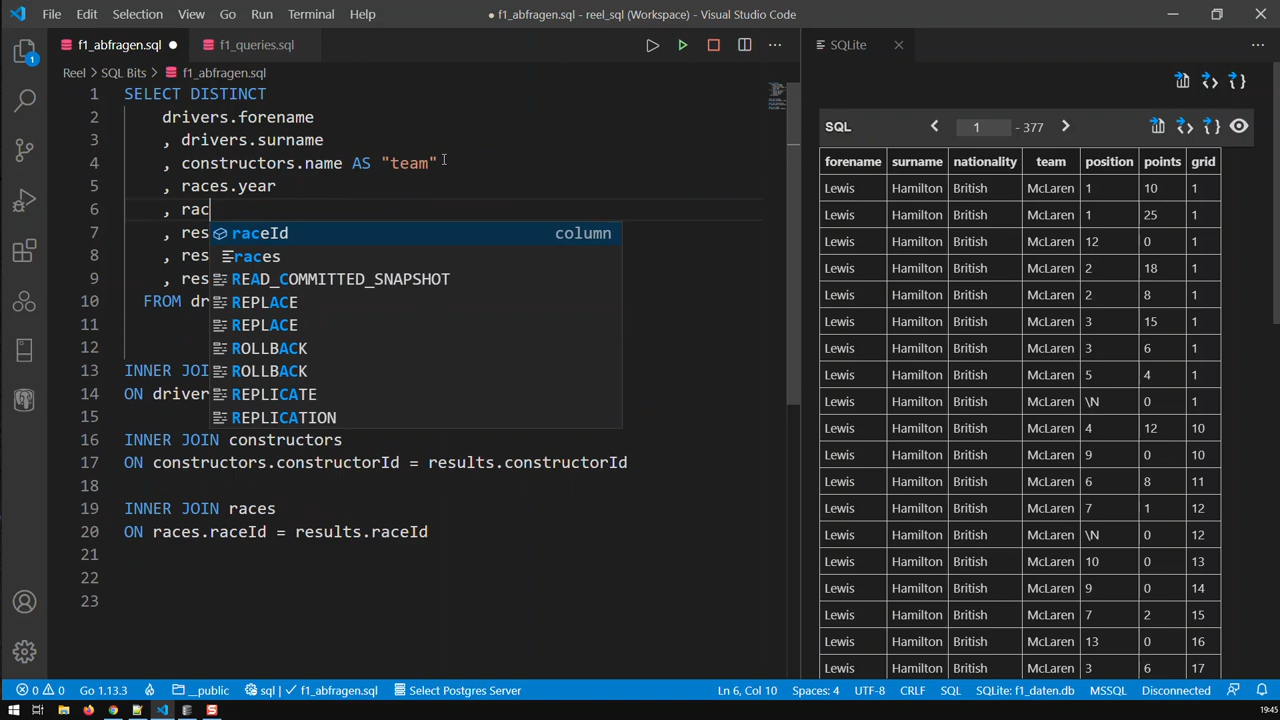 File Edit Selection View Go Run Terminal Help
● f1_abfragen.sql ● reel_sql (Workspace) - Visual Studio Code
f1_abfragen.sql ●
f1_queries.sql
SQLite
1
Reel > SQL Bits > f1_abfragen.sql
1 SELECT DISTINCT
2 drivers.forename
3 , drivers.surname
4 , constructors.name AS "team"
5 , races.year
6 , rac
7 , res
8 , res
9 , res
10 FROM dr
11
12
13 INNER JOI
14 ON driver
15
16 INNER JOIN constructors
17 ON constructors.constructorId = results.constructorId
18
19 INNER JOIN races
20 ON races.raceId = results.raceId
21
22
23
raceId column
races
READ_COMMITTED_SNAPSHOT
REPLACE
REPLACE
ROLLBACK
ROLLBACK
REPLICATE
REPLICATION
SQL < 1 - 377 >
forename surname nationality team position points grid
Lewis Hamilton British McLaren 1 10 1
Lewis Hamilton British McLaren 1 25 1
Lewis Hamilton British McLaren 12 0 1
Lewis Hamilton British McLaren 2 18 1
Lewis Hamilton British McLaren 2 8 1
Lewis Hamilton British McLaren 3 15 1
Lewis Hamilton British McLaren 3 6 1
Lewis Hamilton British McLaren 5 4 1
Lewis Hamilton British McLaren \N 0 1
Lewis Hamilton British McLaren 4 12 10
Lewis Hamilton British McLaren 9 0 10
Lewis Hamilton British McLaren 6 8 11
Lewis Hamilton British McLaren 7 1 12
Lewis Hamilton British McLaren \N 0 12
Lewis Hamilton British McLaren 10 0 13
Lewis Hamilton British McLaren 9 0 14
Lewis Hamilton British McLaren 7 2 15
Lewis Hamilton British McLaren 13 0 16
Lewis Hamilton British McLaren 3 6 17
0 0 Go 1.13.3 __public sql | ✓ f1_abfragen.sql Select Postgres Server Ln 6, Col 10 Spaces: 4 UTF-8 CRLF SQL SQLite: f1_daten.db MSSQL Disconnected
19:45